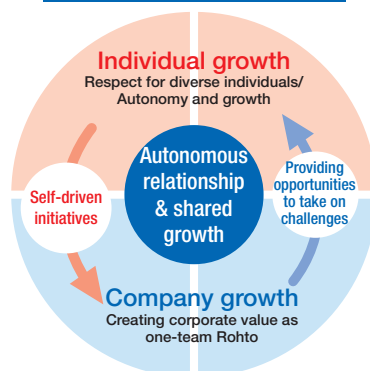 Individual growth
Respect for diverse individuals/
Autonomy and growth
Autonomous
relationship
& shared
growth
Self-driven
initiatives
Providing
opportunities
to take on
challenges
Company growth
Creating corporate value as
one-team Rohto